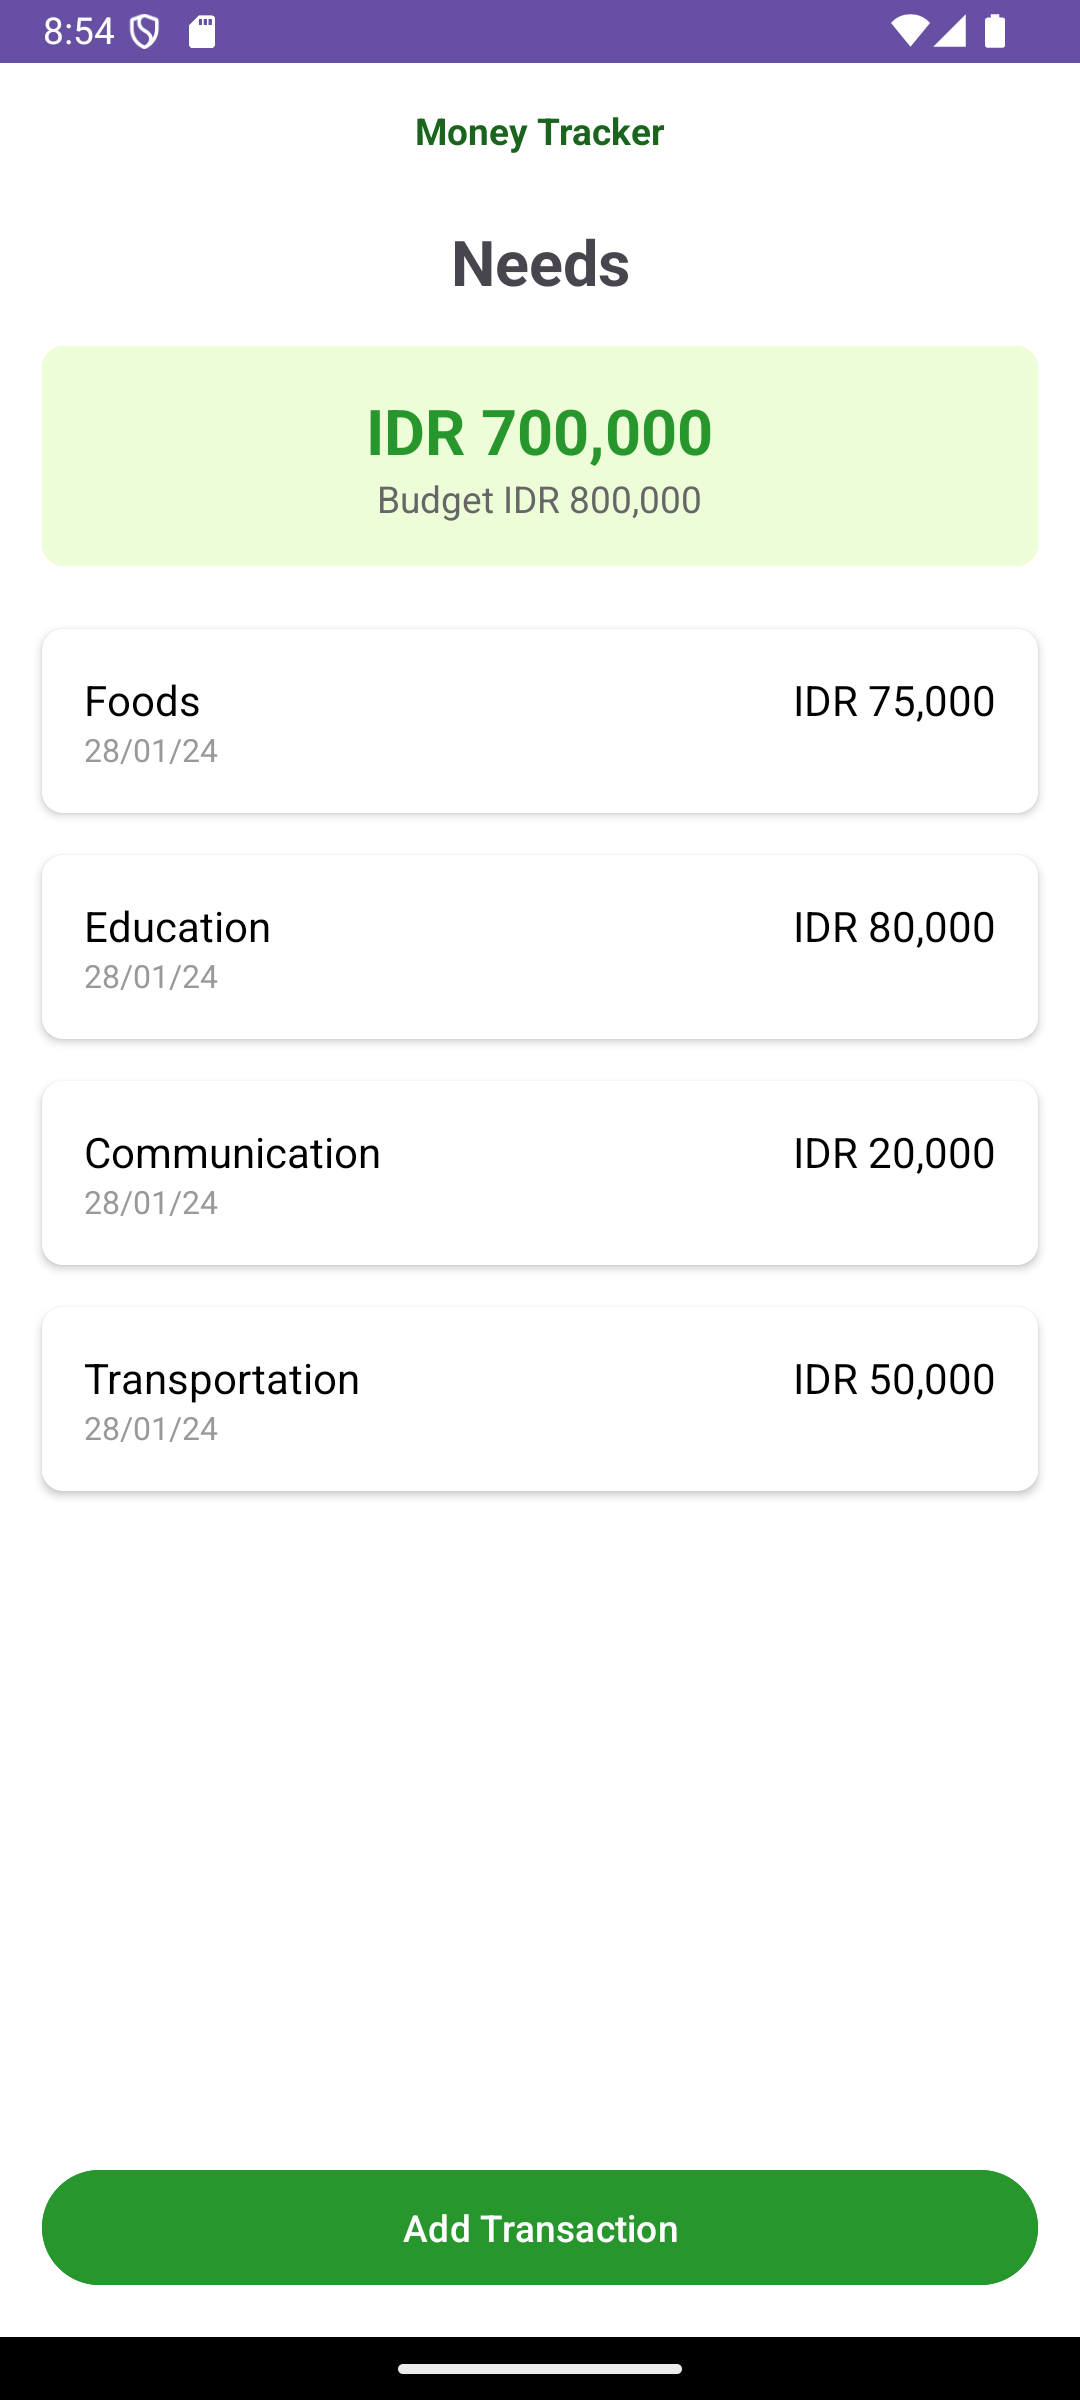 8:54
Money Tracker
Needs
IDR 700,000
Budget IDR 800,000
Foods IDR 75,000
28/01/24
Education IDR 80,000
28/01/24
Communication IDR 20,000
28/01/24
Transportation IDR 50,000
28/01/24
Add Transaction